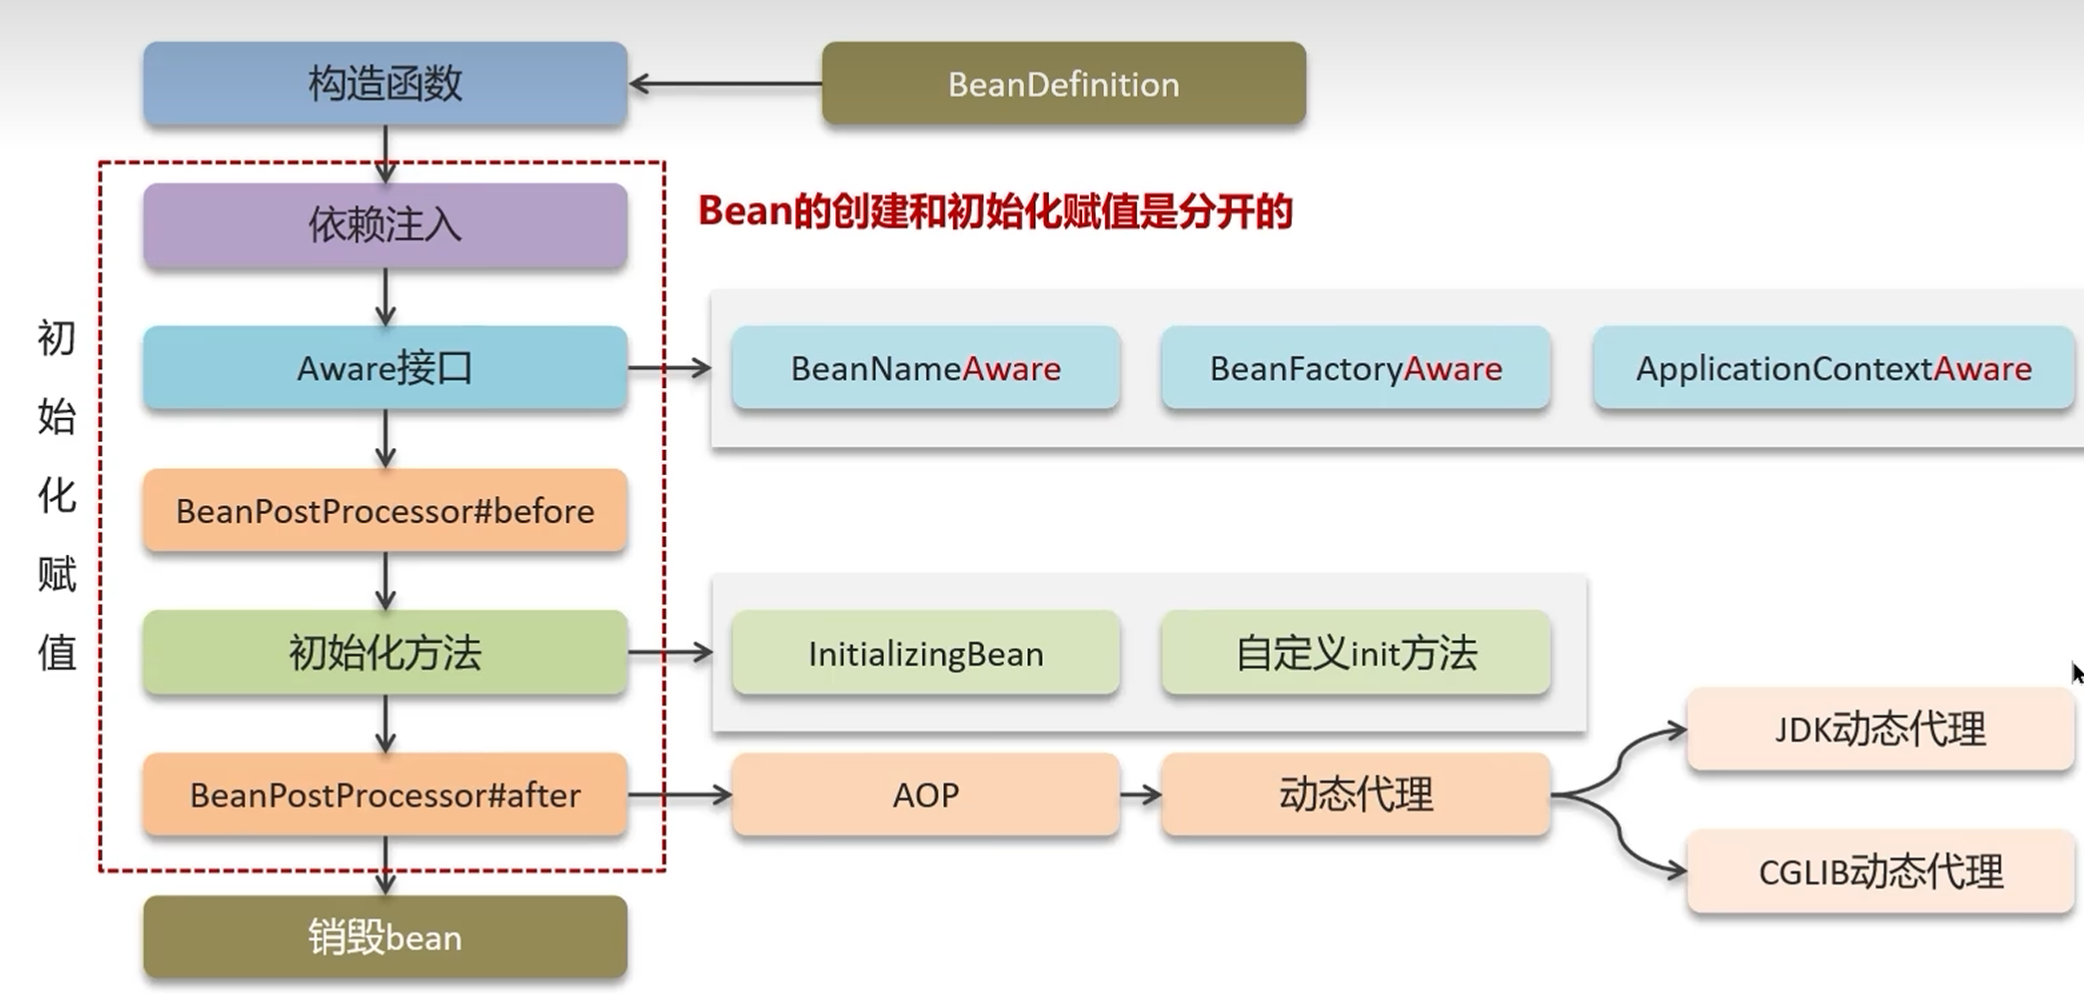 构造函数
BeanDefinition
依赖注入
Bean的创建和初始化赋值是分开的
初始化赋值
Aware接口
BeanNameAware
BeanFactoryAware
ApplicationContextAware
BeanPostProcessor#before
初始化方法
InitializingBean
自定义init方法
BeanPostProcessor#after
AOP
动态代理
JDK动态代理
CGLIB动态代理
销毁bean